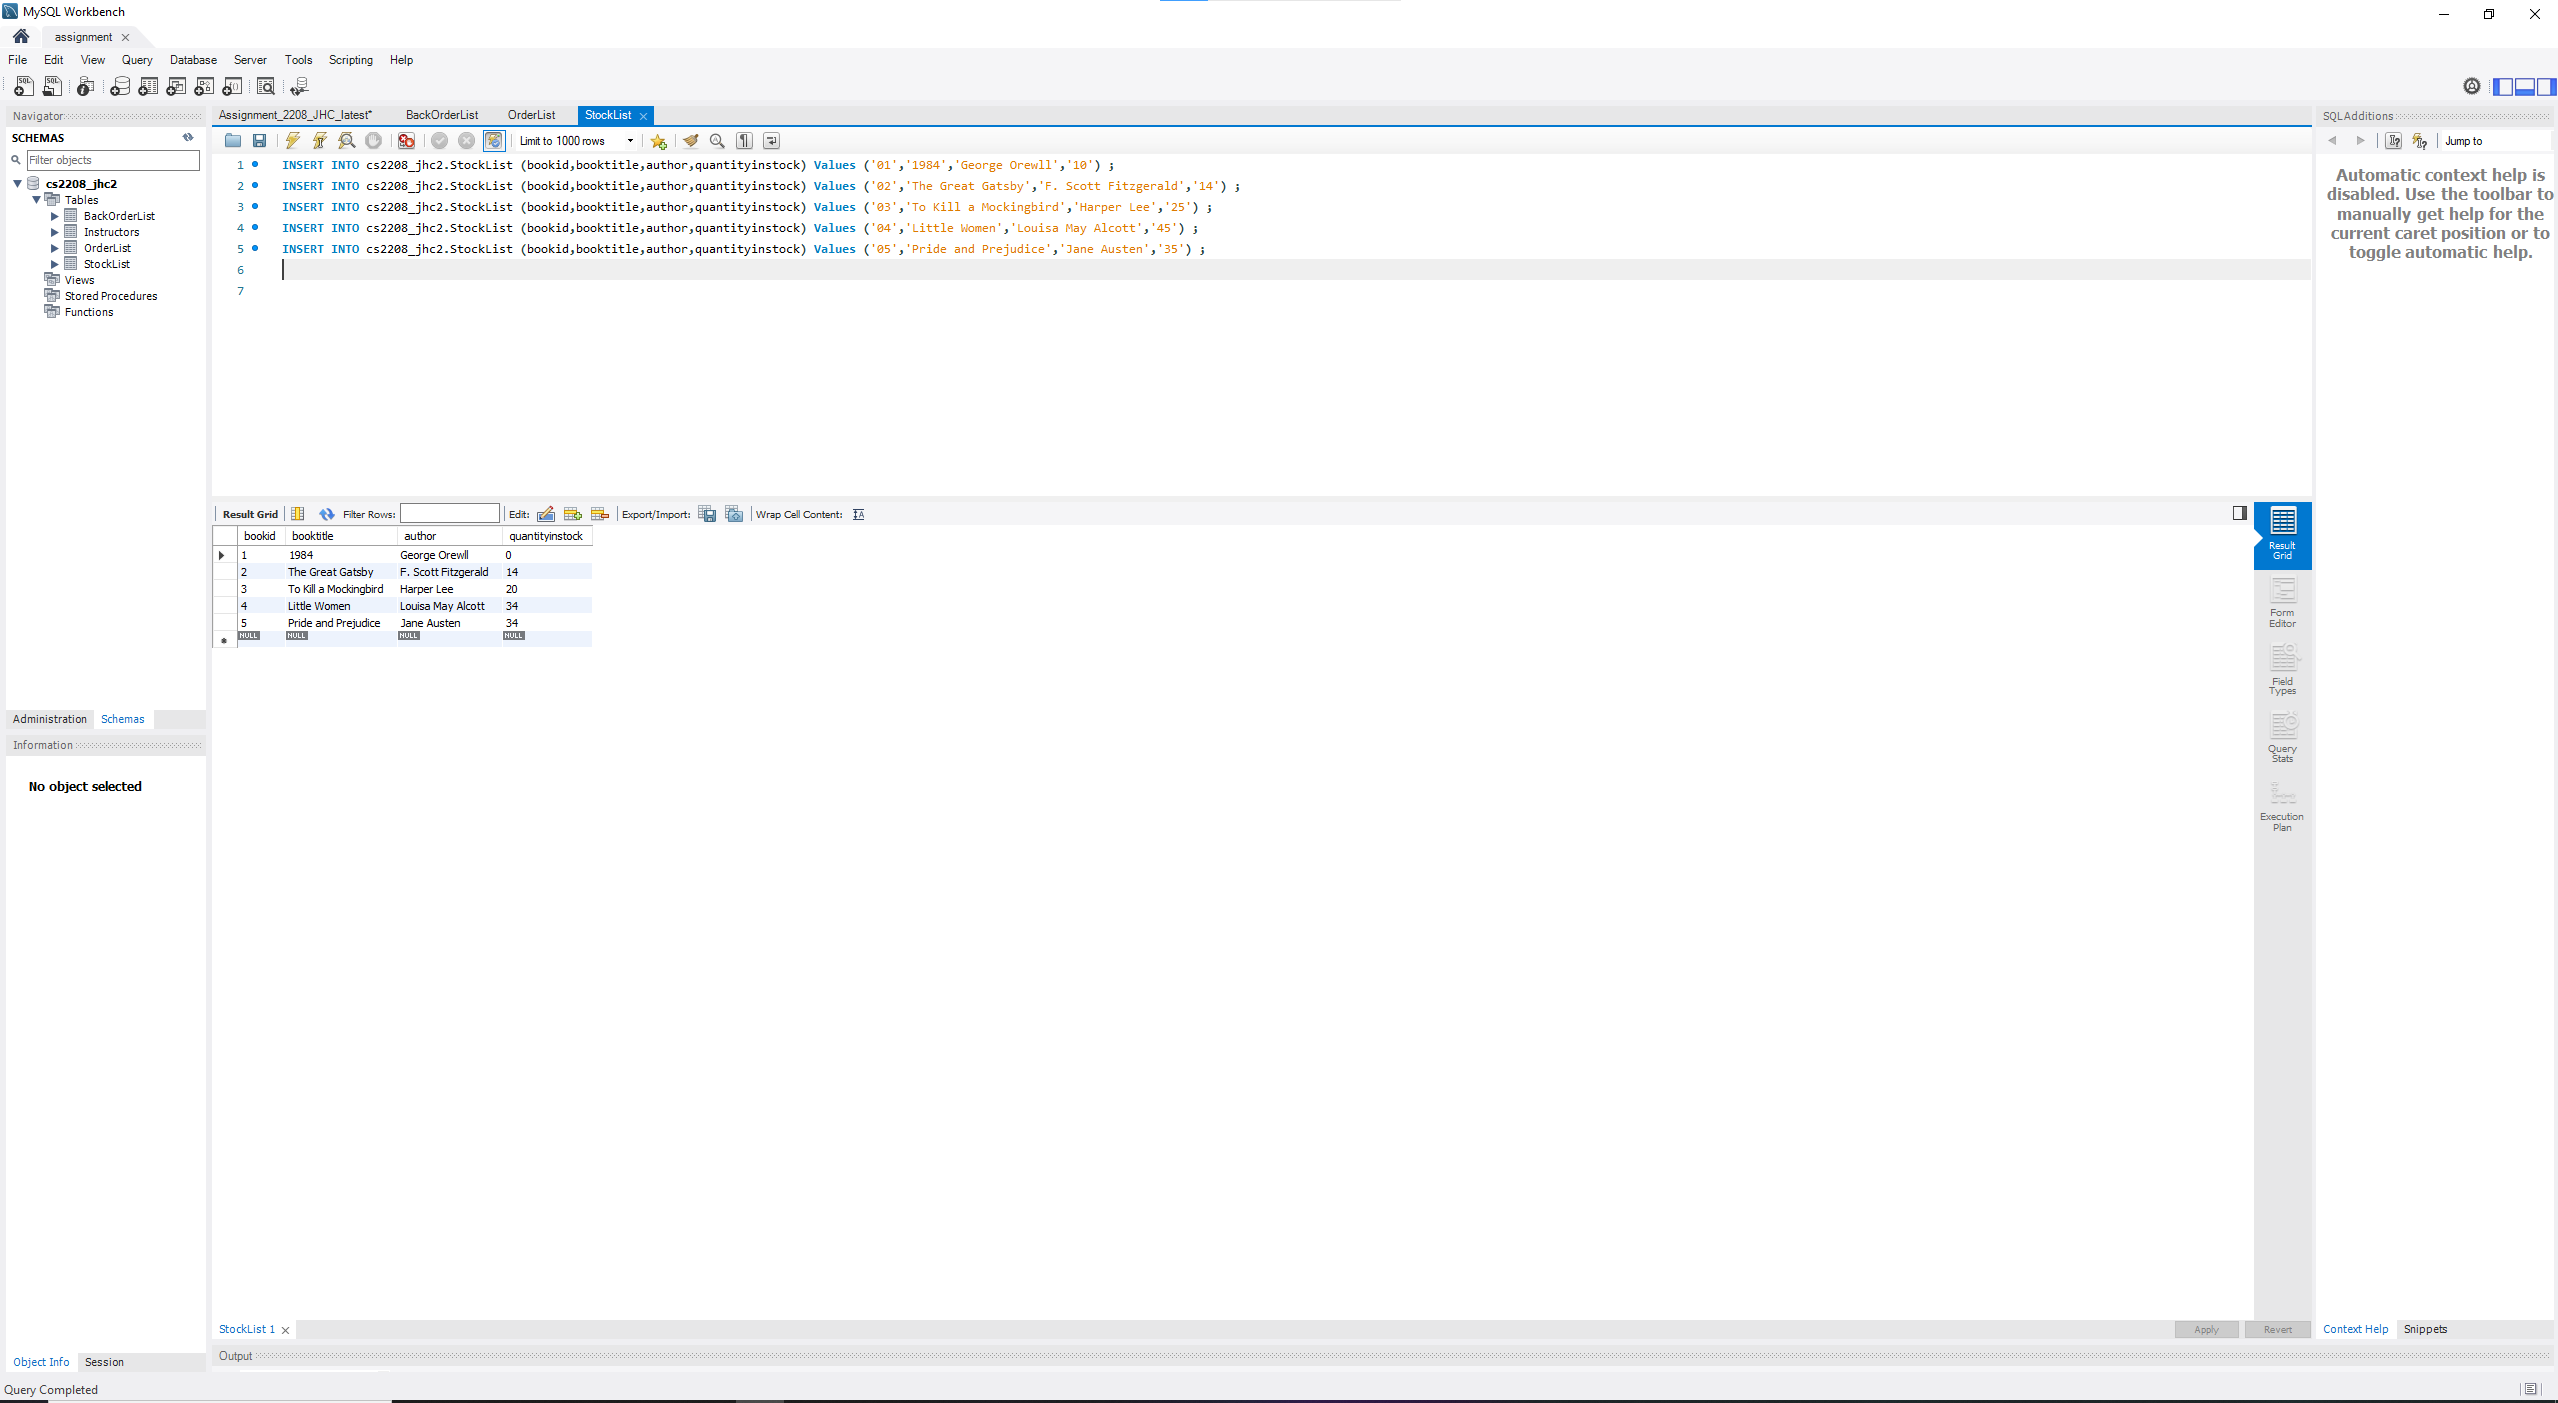 MySQL Workbench
assignment
File Edit View Query Database Server Tools Scripting Help
Navigator
SCHEMAS
Filter objects
cs2208_jhc2
Tables
BackOrderList
Instructors
OrderList
StockList
Views
Stored Procedures
Functions
Administration Schemas
Information
No object selected
Object Info Session
Query Completed
Assignment_2208_JHC_latest* BackOrderList OrderList StockList
Limit to 1000 rows
1 INSERT INTO cs2208_jhc2.StockList (bookid,booktitle,author,quantityinstock) Values ('01','1984','George Orewll','10') ;
2 INSERT INTO cs2208_jhc2.StockList (bookid,booktitle,author,quantityinstock) Values ('02','The Great Gatsby','F. Scott Fitzgerald','14') ;
3 INSERT INTO cs2208_jhc2.StockList (bookid,booktitle,author,quantityinstock) Values ('03','To Kill a Mockingbird','Harper Lee','25') ;
4 INSERT INTO cs2208_jhc2.StockList (bookid,booktitle,author,quantityinstock) Values ('04','Little Women','Louisa May Alcott','45') ;
5 INSERT INTO cs2208_jhc2.StockList (bookid,booktitle,author,quantityinstock) Values ('05','Pride and Prejudice','Jane Austen','35') ;
6
7
Result Grid Filter Rows: Edit: Export/Import: Wrap Cell Content:
bookid booktitle author quantityinstock
1 1984 George Orewll 0
2 The Great Gatsby F. Scott Fitzgerald 14
3 To Kill a Mockingbird Harper Lee 20
4 Little Women Louisa May Alcott 34
5 Pride and Prejudice Jane Austen 34
NULL NULL NULL NULL
Result
Grid
Form
Editor
Field
Types
Query
Stats
Execution
Plan
StockList 1
Apply Revert
Output
SQLAdditions
Jump to
Automatic context help is
disabled. Use the toolbar to
manually get help for the
current caret position or to
toggle automatic help.
Context Help Snippets